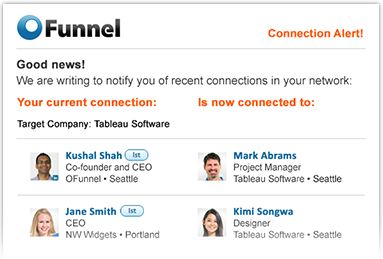 OFunnel
Connection Alert!
Good news!
We are writing to notify you of recent connections in your network:
Your current connection: Is now connected to:
Target Company: Tableau Software
Kushal Shah 1st
Co-founder and CEO
OFunnel • Seattle
Mark Abrams
Project Manager
Tableau Software • Seattle
Jane Smith 1st
CEO
NW Widgets • Portland
Kimi Songwa
Designer
Tableau Software • Seattle